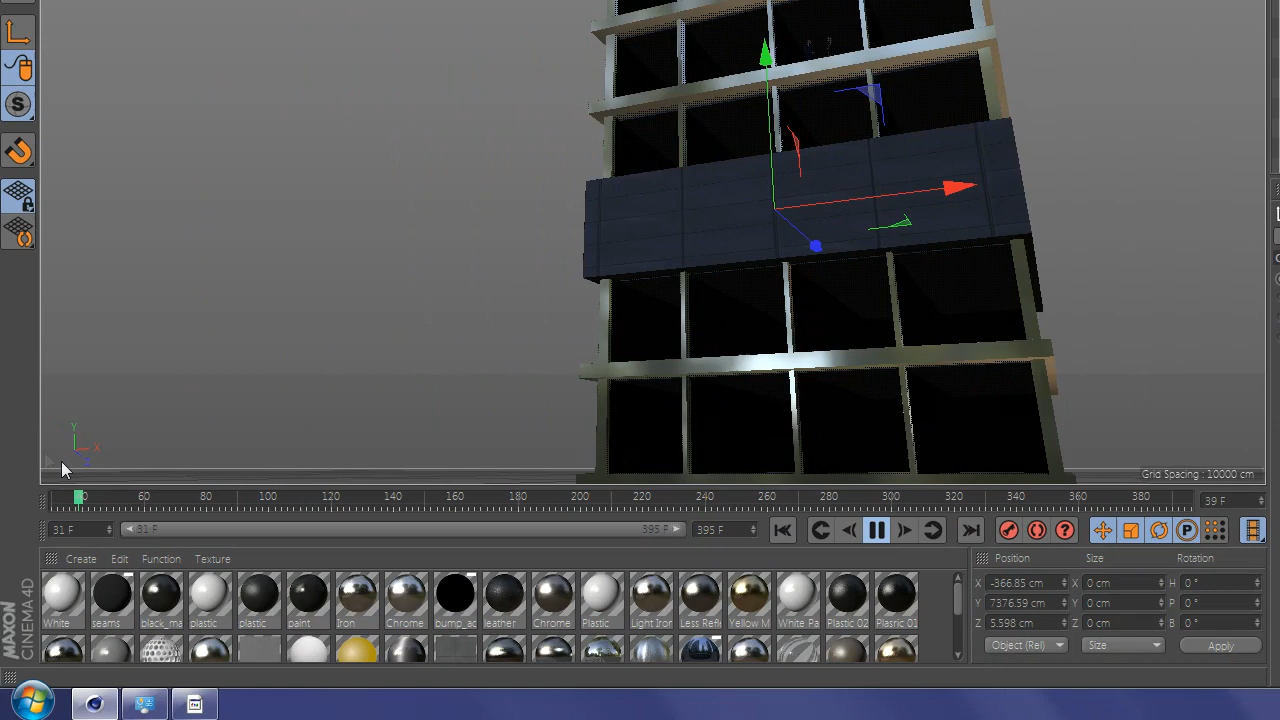 S
Y
X
Z
Grid Spacing : 10000 cm
60 80 100 120 140 160 180 200 220 240 260 280 300 320 340 360 380
39 F
31 F
31 F
395 F
395 F
?
P
Create Edit Function Texture
Position Size Rotation
X -366.85 cm X 0 cm H 0 °
Y 7376.59 cm Y 0 cm P 0 °
Z 5.598 cm Z 0 cm B 0 °
Object (Rel) Size Apply
White seams black_ma plastic plastic paint Iron Chrome bump_ac leather Chrome Plastic Light Iron Less Refle Yellow M White Pa Plastic 02 Plasric 01
MAXON
CINEMA 4D